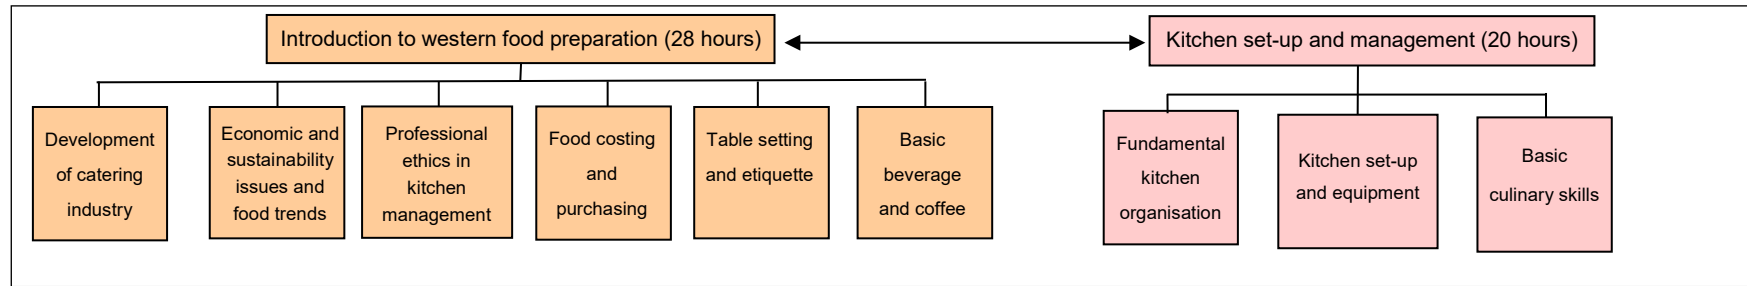 Introduction to western food preparation (28 hours)
Kitchen set-up and management (20 hours)
Development
of catering
industry
Economic and
sustainability
issues and
food trends
Professional
ethics in
kitchen
management
Food costing
and
purchasing
Table setting
and etiquette
Basic
beverage
and coffee
Fundamental
kitchen
organisation
Kitchen set-up
and equipment
Basic
culinary skills